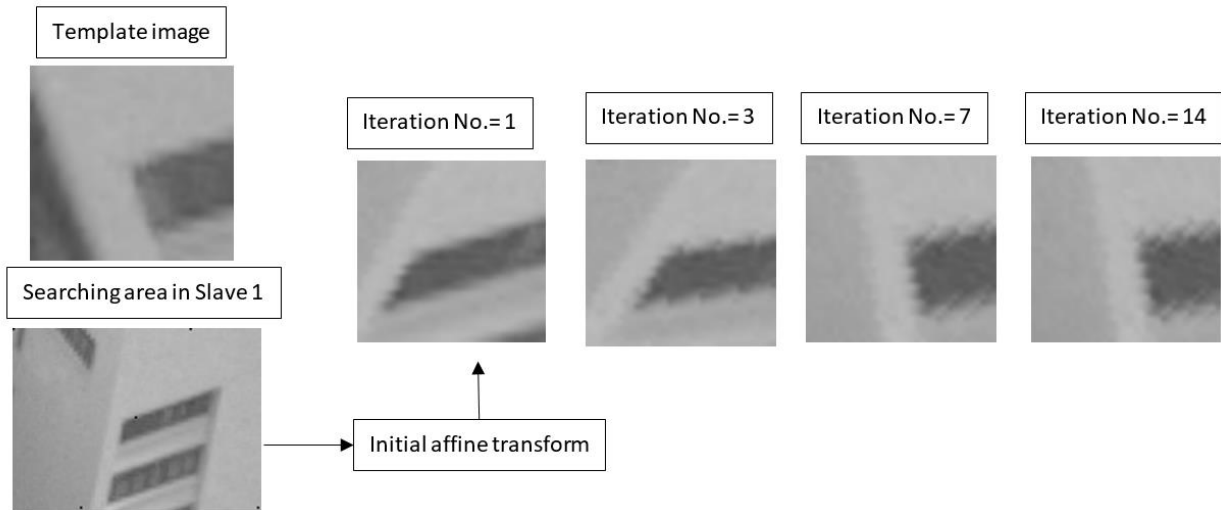 Template image
Iteration No.= 1
Iteration No.= 3
Iteration No.= 7
Iteration No.= 14
Searching area in Slave 1
Initial affine transform